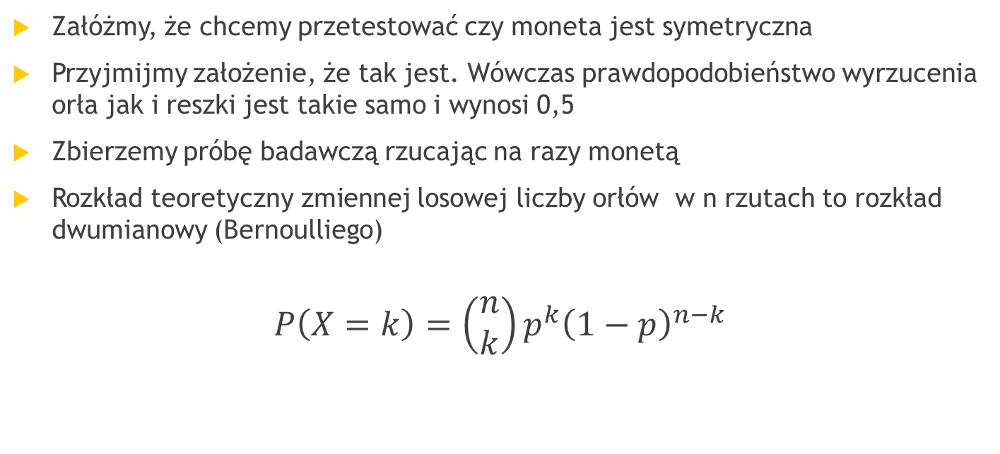 Załóżmy, że chcemy przetestować czy moneta jest symetryczna
Przyjmijmy założenie, że tak jest. Wówczas prawdopodobieństwo wyrzucenia
orła jak i reszki jest takie samo i wynosi 0,5
Zbierzemy próbę badawczą rzucając na razy monetą
Rozkład teoretyczny zmiennej losowej liczby orłów w n rzutach to rozkład
dwumianowy (Bernoulliego)
$P(X = k) = \binom{n}{k} p^k (1 - p)^{n-k}$